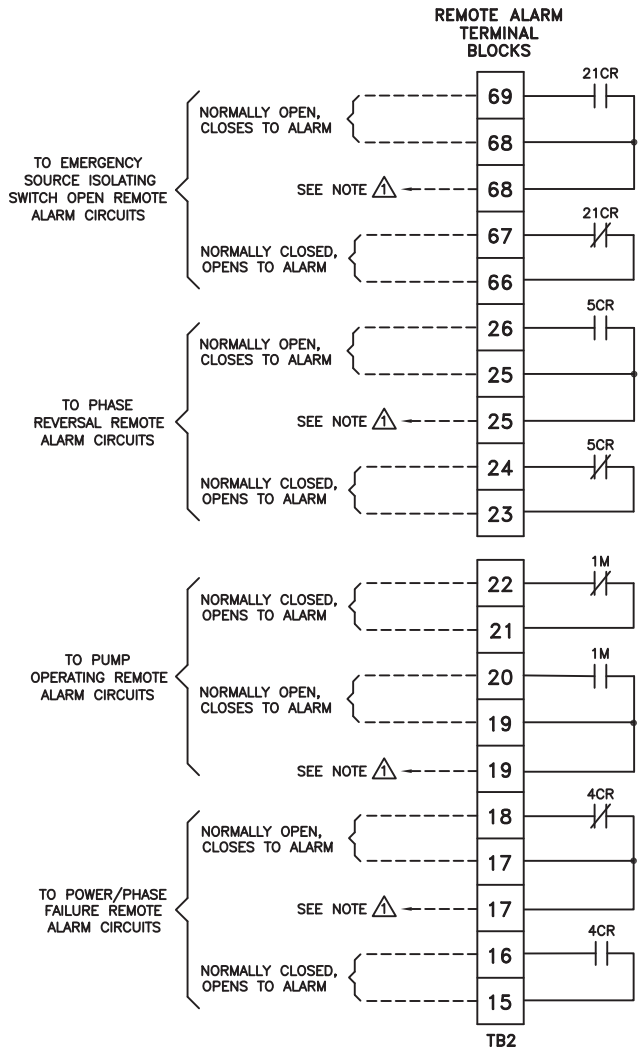 REMOTE ALARM
TERMINAL
BLOCKS
TO EMERGENCY
SOURCE ISOLATING
SWITCH OPEN REMOTE
ALARM CIRCUITS
NORMALLY OPEN,
CLOSES TO ALARM
69
21CR
68
SEE NOTE 1
68
NORMALLY CLOSED,
OPENS TO ALARM
67
21CR
66
TO PHASE
REVERSAL REMOTE
ALARM CIRCUITS
NORMALLY OPEN,
CLOSES TO ALARM
26
5CR
25
SEE NOTE 1
25
NORMALLY CLOSED,
OPENS TO ALARM
24
5CR
23
TO PUMP
OPERATING REMOTE
ALARM CIRCUITS
NORMALLY CLOSED,
OPENS TO ALARM
22
1M
21
NORMALLY OPEN,
CLOSES TO ALARM
20
1M
19
SEE NOTE 1
19
TO POWER/PHASE
FAILURE REMOTE
ALARM CIRCUITS
NORMALLY OPEN,
CLOSES TO ALARM
18
4CR
17
SEE NOTE 1
17
NORMALLY CLOSED,
OPENS TO ALARM
16
4CR
15
TB2